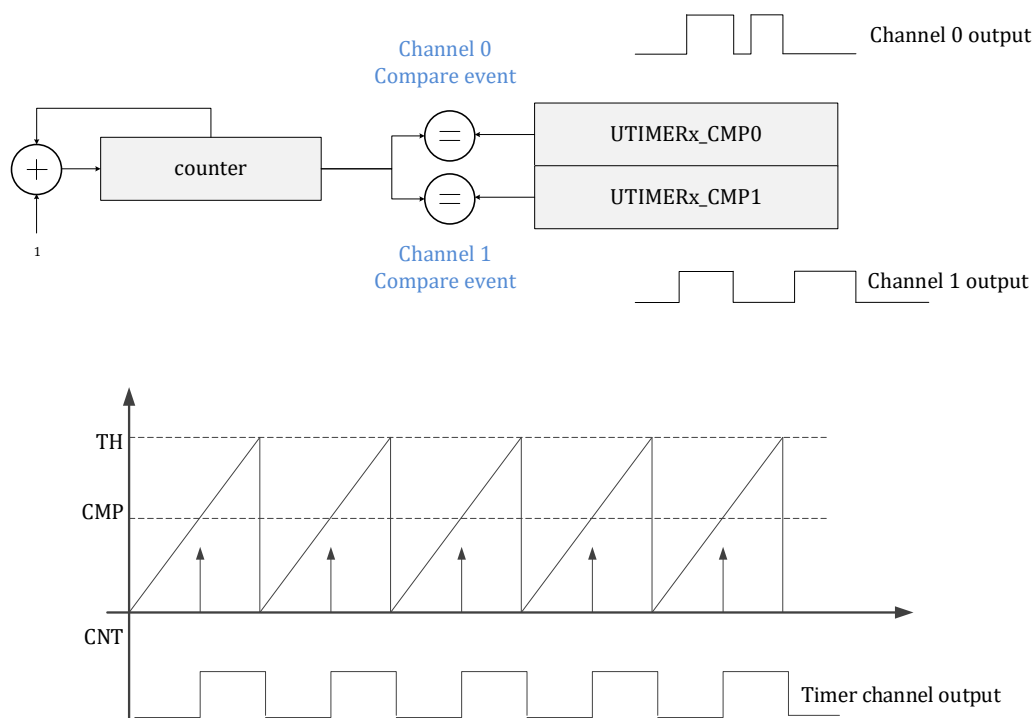 Channel 0
Compare event
Channel 0 output
counter
UTIMERx_CMP0
UTIMERx_CMP1
1
Channel 1
Compare event
Channel 1 output
TH
CMP
CNT
Timer channel output